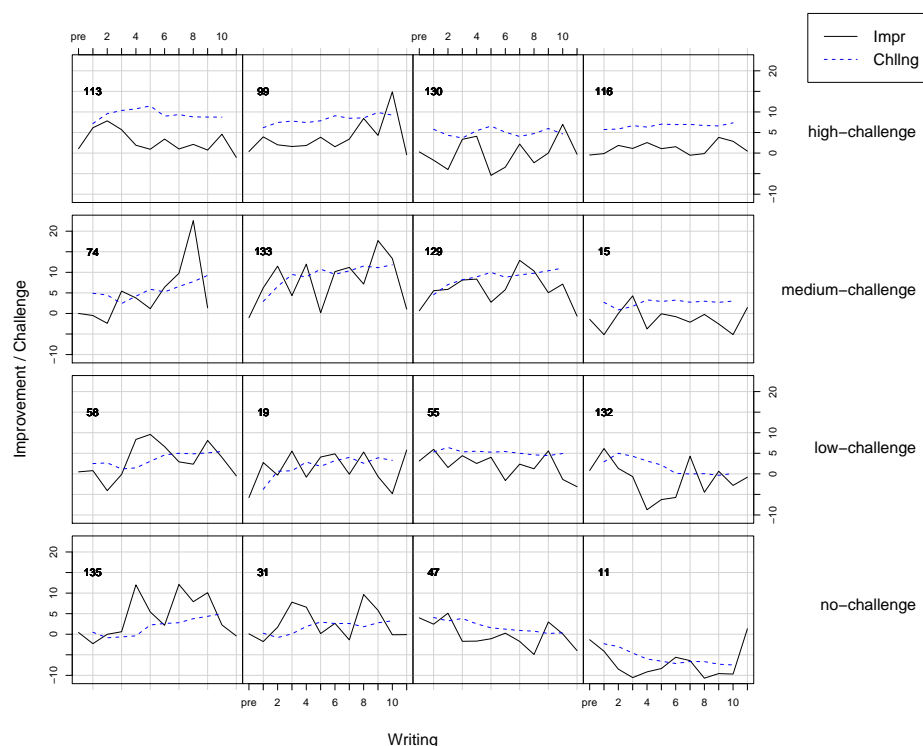 pre 2 4 6 8 10
Impr
Chllng
113 99 130 116
−10 0 5 10 20
high−challenge
−10 0 5 10 20
74 133 129 15
medium−challenge
Improvement / Challenge
58 19 55 132
−10 0 5 10 20
low−challenge
−10 0 5 10 20
135 31 47 11
no−challenge
pre 2 4 6 8 10
pre 2 4 6 8 10
pre 2 4 6 8 10
Writing